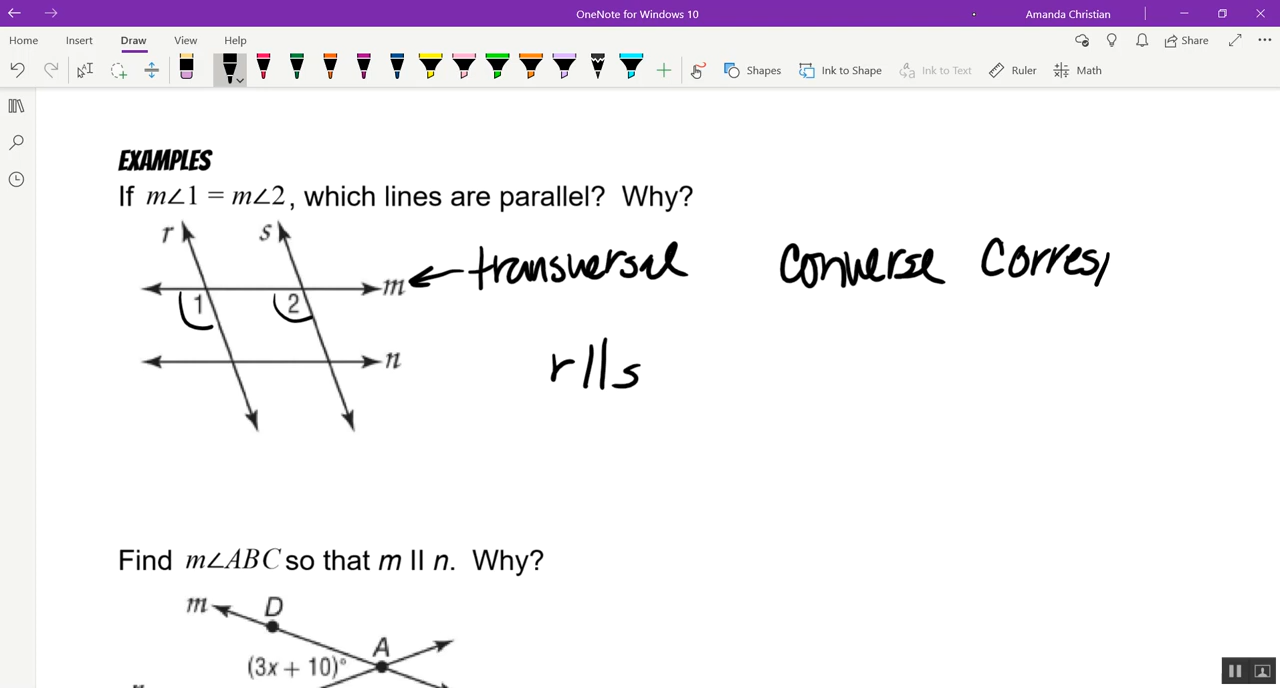 OneNote for Windows 10
Amanda Christian
Home Insert Draw View Help
Share
Shapes Ink to Shape Ink to Text Ruler Math
EXAMPLES
If m∠1 = m∠2, which lines are parallel? Why?
r s
transversal converse corres
m
1 2
n
r||s
Find m∠ABC so that m ll n. Why?
m D
A
(3x + 10)°